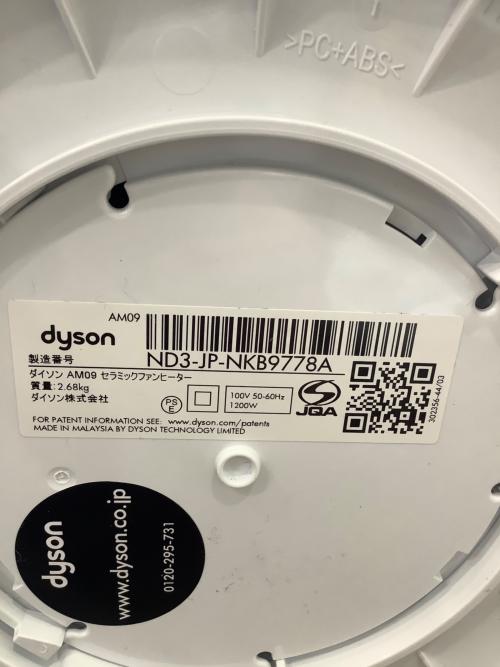 >PC+ABS<
AM09
dyson
製造番号 ND3-JP-NKB9778A
ダイソン AM09 セラミックファンヒーター
質量: 2.68kg
ダイソン株式会社
PS
E
100V 50-60Hz
1200W
JQA
302356-44/03
FOR PATENT INFORMATION SEE: www.dyson.com/patents
MADE IN MALAYSIA BY DYSON TECHNOLOGY LIMITED
dyson
www.dyson.co.jp
0120-295-731